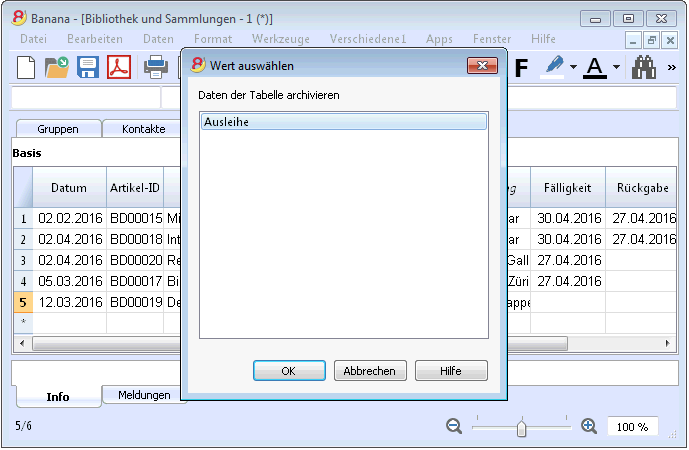 Banana - [Bibliothek und Sammlungen - 1 (*)]
Datei Bearbeiten Daten Format Werkzeuge Verschiedene1 Apps Fenster Hilfe
F A »
Wert auswählen
Daten der Tabelle archivieren
Ausleihe
OK Abbrechen Hilfe
Gruppen Kontakte
Basis
Datum Artikel-ID g Fälligkeit Rückgabe
1 02.02.2016 BD00015 Mi ar 30.04.2016 27.04.2016
2 02.04.2016 BD00018 Int ar 30.04.2016 27.04.2016
3 02.04.2016 BD00020 Re Gall 27.04.2016
4 05.03.2016 BD00017 Bi Züri 27.04.2016
5 12.03.2016 BD00019 De appe
*
Info Meldungen
5/6 100 %